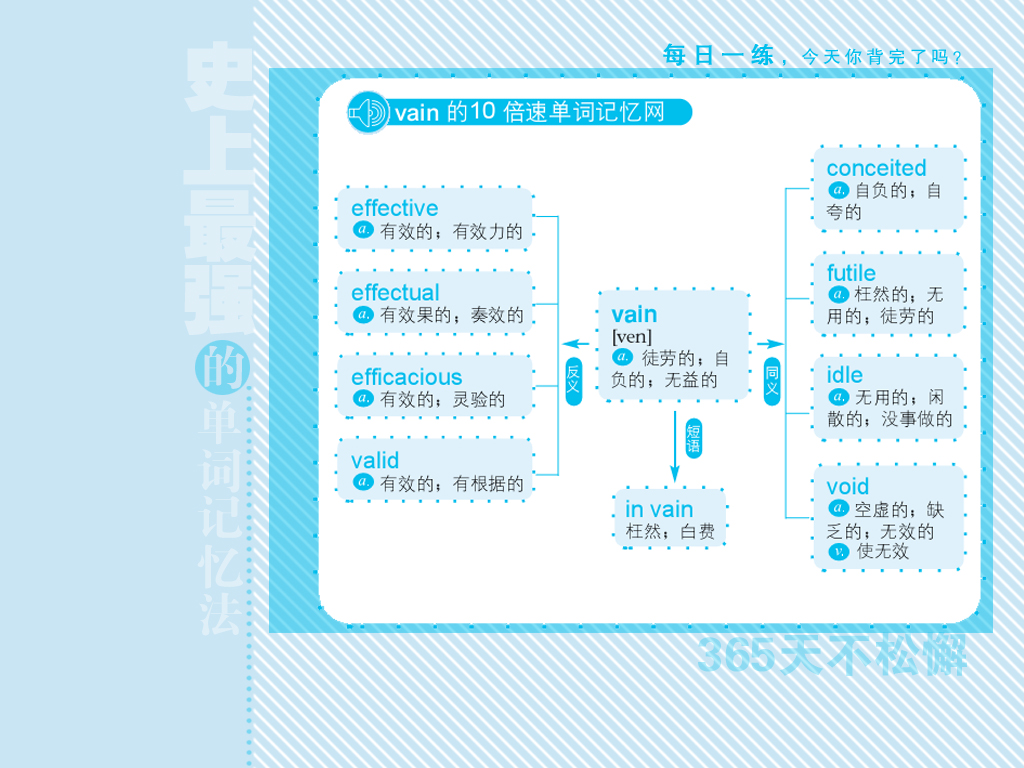 每日一练，今天你背完了吗？
史上最强的单词记忆法
vain 的10 倍速单词记忆网
effective
a. 有效的；有效力的
effectual
a. 有效果的；奏效的
efficacious
a. 有效的；灵验的
valid
a. 有效的；有根据的
反义
vain
[ven]
a. 徒劳的；自
负的；无益的
短语
in vain
枉然；白费
同义
conceited
a. 自负的；自
夸的
futile
a. 枉然的；无
用的；徒劳的
idle
a. 无用的；闲
散的；没事做的
void
a. 空虚的；缺
乏的；无效的
v. 使无效
365天不松懈